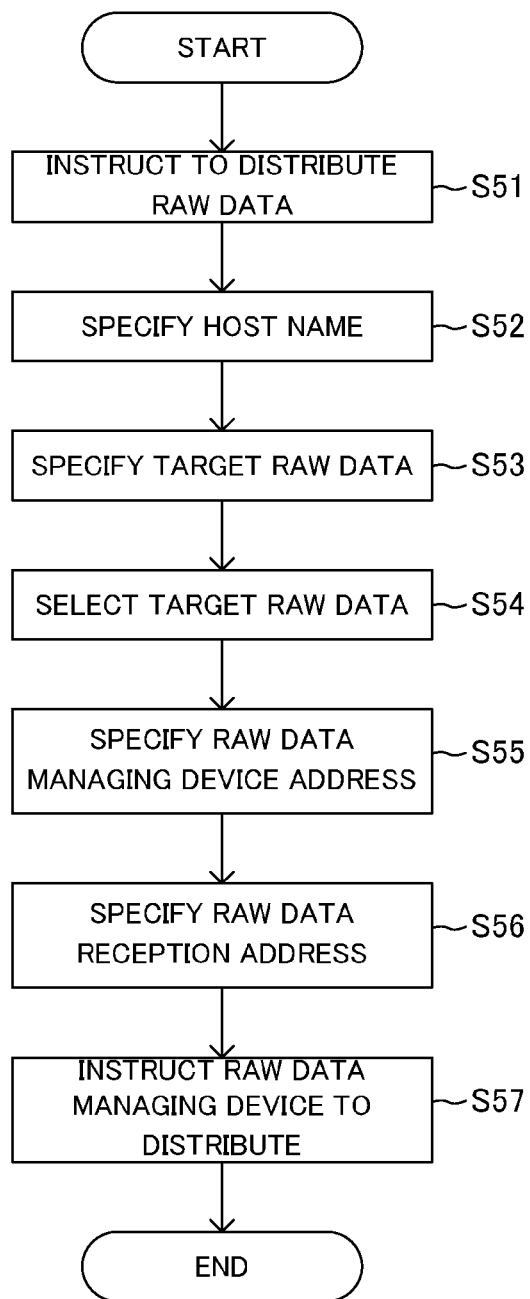 START
INSTRUCT TO DISTRIBUTE
RAW DATA
S51
SPECIFY HOST NAME
S52
SPECIFY TARGET RAW DATA
S53
SELECT TARGET RAW DATA
S54
SPECIFY RAW DATA
MANAGING DEVICE ADDRESS
S55
SPECIFY RAW DATA
RECEPTION ADDRESS
S56
INSTRUCT RAW DATA
MANAGING DEVICE TO
DISTRIBUTE
S57
END